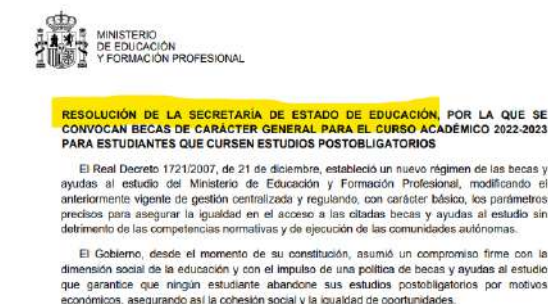 MINISTERIO
DE EDUCACIÓN
Y FORMACIÓN PROFESIONAL
RESOLUCIÓN DE LA SECRETARÍA DE ESTADO DE EDUCACIÓN, POR LA QUE SE
CONVOCAN BECAS DE CARÁCTER GENERAL PARA EL CURSO ACADÉMICO 2022-2023
PARA ESTUDIANTES QUE CURSEN ESTUDIOS POSTOBLIGATORIOS
El Real Decreto 1721/2007, de 21 de diciembre, estableció un nuevo régimen de las becas y
ayudas al estudio del Ministerio de Educación y Formación Profesional, modificando el
anteriormente vigente de gestión centralizada y regulando, con carácter básico, los parámetros
precisos para asegurar la igualdad en el acceso a las citadas becas y ayudas al estudio sin
detrimento de las competencias normativas y de ejecución de las comunidades autónomas.
El Gobierno, desde el momento de su constitución, asumió un compromiso firme con la
dimensión social de la educación y con el impulso de una política de becas y ayudas al estudio
que garantice que ningún estudiante abandone sus estudios postobligatorios por motivos
económicos, asegurando así la cohesión social y la igualdad de oportunidades.